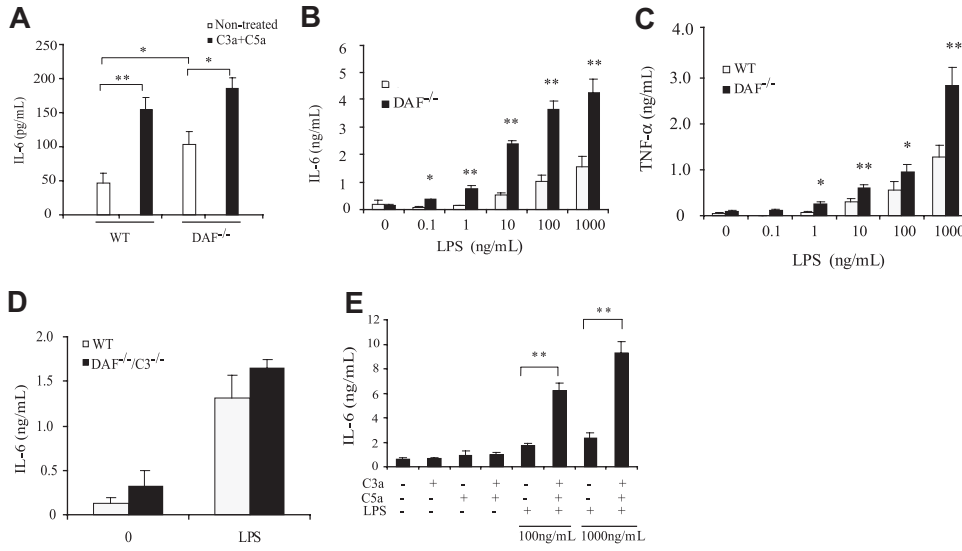 A
Non-treated
C3a+C5a
IL-6 (pg/mL)
250
200
150
100
50
0
*
**
*
WT
DAF-/-
B
DAF-/-
IL-6 (ng/mL)
6
5
4
3
2
1
0
*
**
**
**
**
0 0.1 1 10 100 1000
LPS (ng/mL)
C
WT
DAF-/-
TNF-α (ng/mL)
4.0
3.0
2.0
1.0
0
*
**
*
**
0 0.1 1 10 100 1000
LPS (ng/mL)
D
WT
DAF-/-/C3-/-
IL-6 (ng/mL)
2.0
1.5
1.0
0.5
0
0 LPS
E
IL-6 (ng/mL)
12
10
8
6
4
2
0
**
**
C3a - + - + - + - +
C5a - - + + - + - +
LPS - - - - + + + +
100ng/mL 1000ng/mL